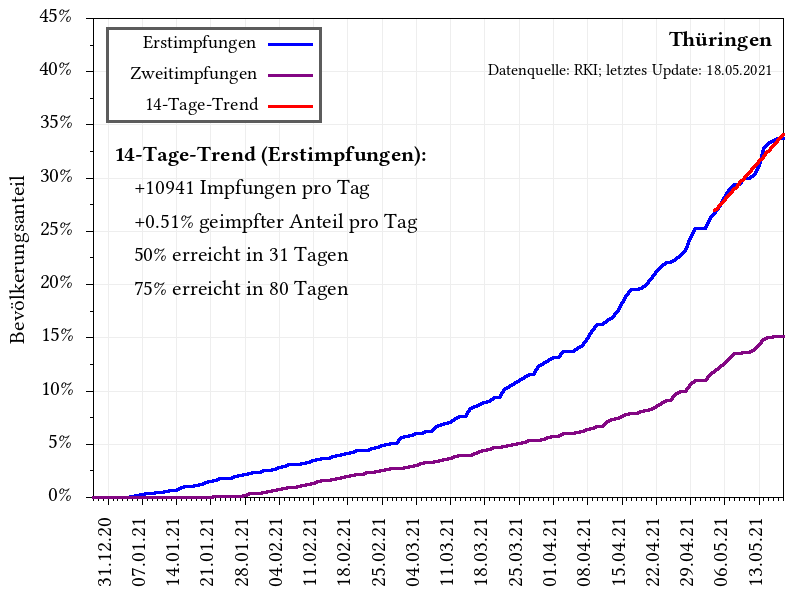 Thüringen
Datenquelle: RKI; letztes Update: 18.05.2021
Erstimpfungen
Zweitimpfungen
14-Tage-Trend
14-Tage-Trend (Erstimpfungen):
+10941 Impfungen pro Tag
+0.51% geimpfter Anteil pro Tag
50% erreicht in 31 Tagen
75% erreicht in 80 Tagen
Bevölkerungsanteil
45%
40%
35%
30%
25%
20%
15%
10%
5%
0%
31.12.20
07.01.21
14.01.21
21.01.21
28.01.21
04.02.21
11.02.21
18.02.21
25.02.21
04.03.21
11.03.21
18.03.21
25.03.21
01.04.21
08.04.21
15.04.21
22.04.21
29.04.21
06.05.21
13.05.21